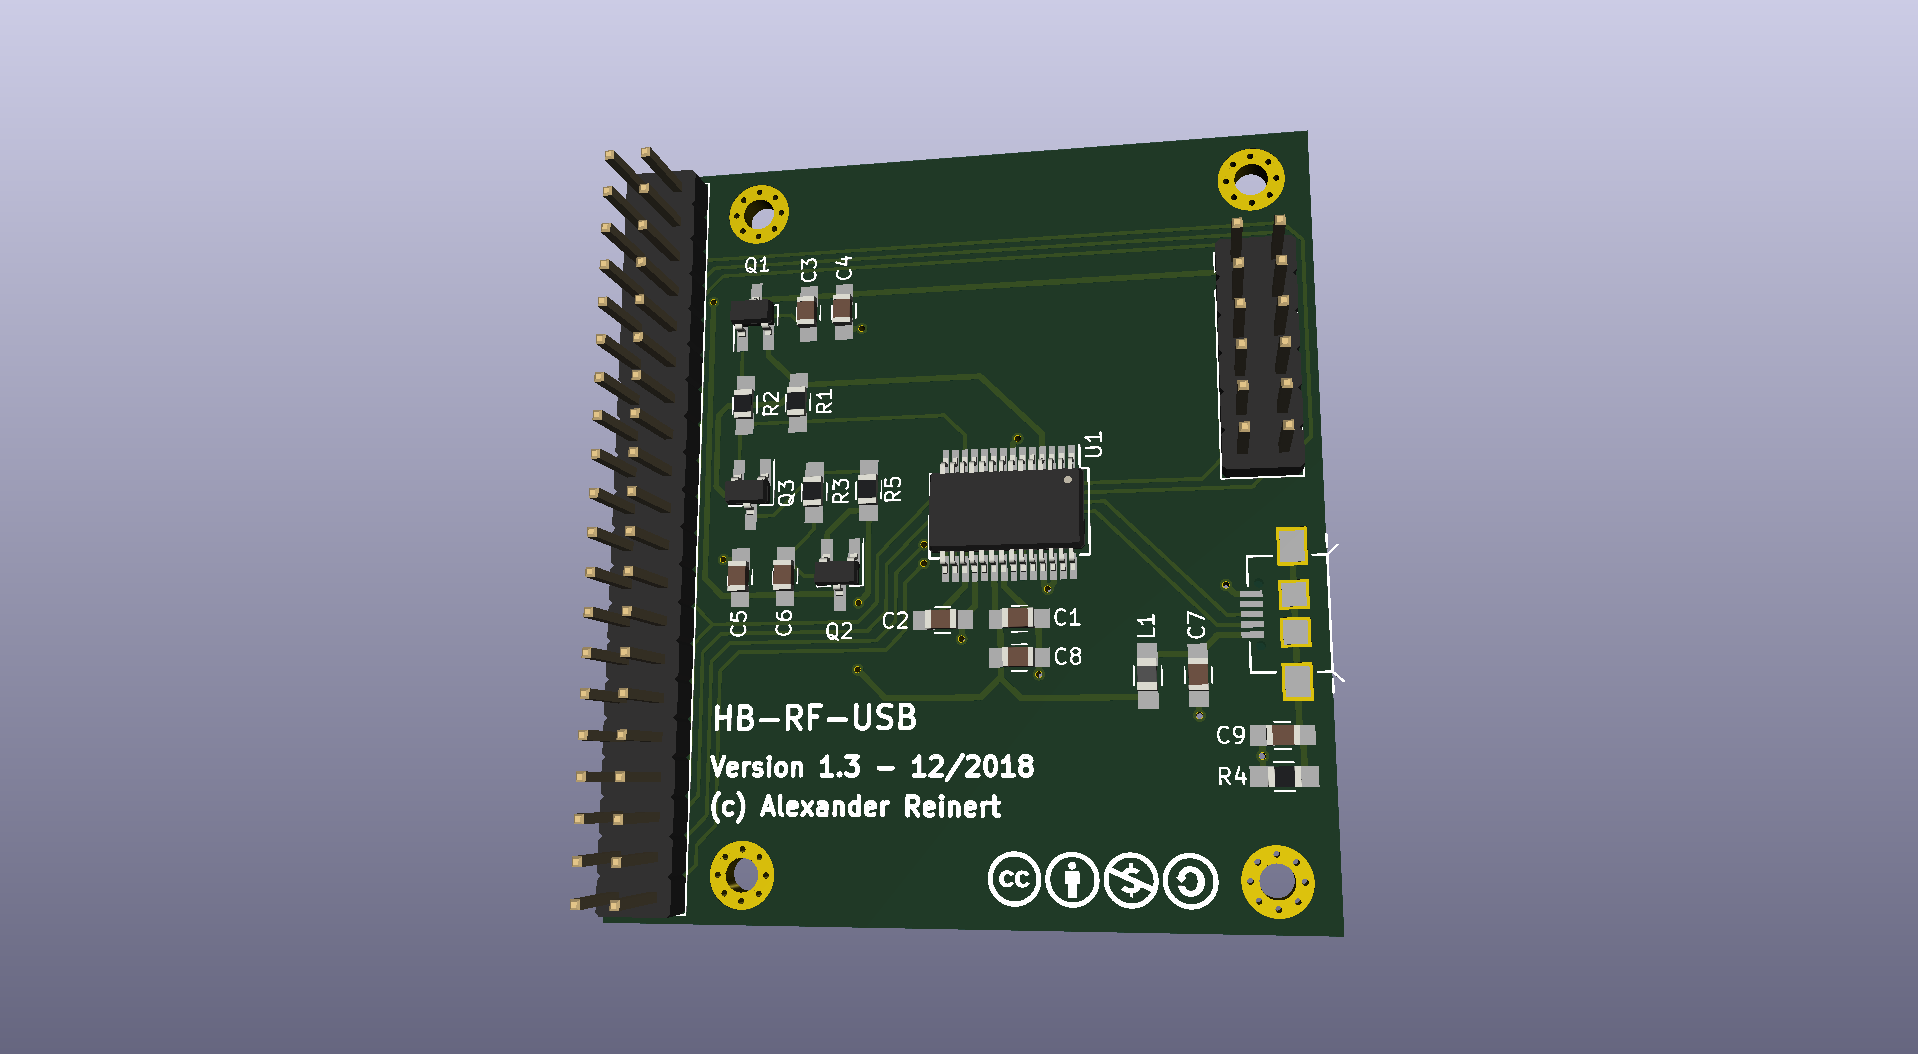 Q1
C3
C4
R2
R1
U1
Q3
R3
R5
C5
C6
Q2
C2
C1
C8
L1
C7
HB-RF-USB
C9
Version 1.3 - 12/2018
R4
(c) Alexander Reinert
cc